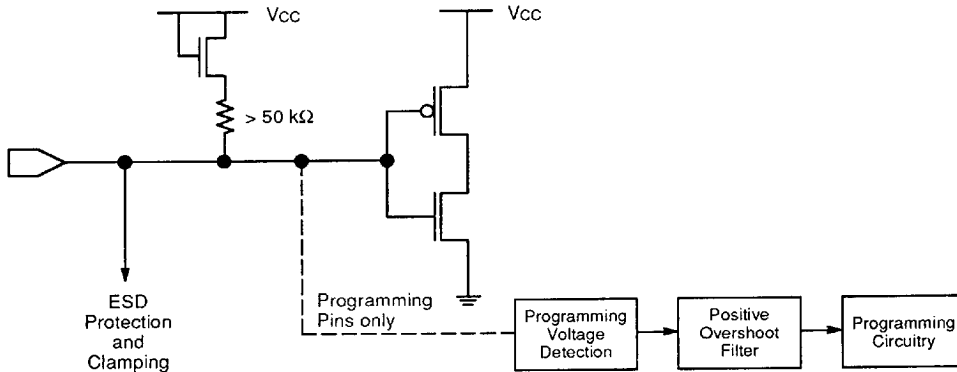 VCC
VCC
> 50 kΩ
ESD
Protection
and
Clamping
Programming
Pins only
Programming
Voltage
Detection
Positive
Overshoot
Filter
Programming
Circuitry